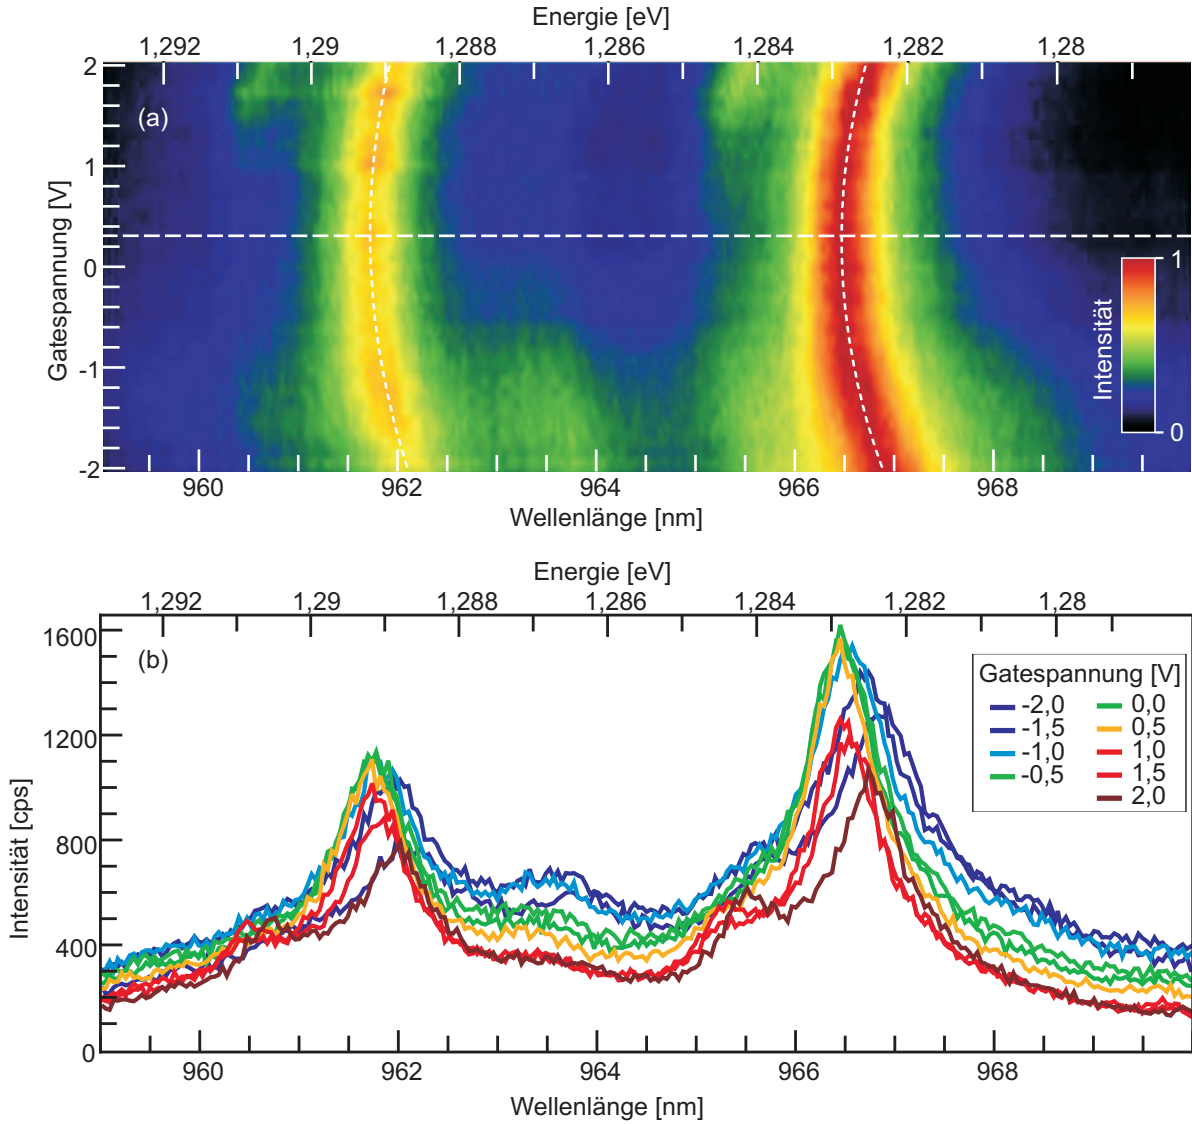 Energie [eV]
1,292 1,29 1,288 1,286 1,284 1,282 1,28
(a)
Gatespannung [V]
2
1
0
-1
-2
Intensität
1
0
960 962 964 966 968
Wellenlänge [nm]
Energie [eV]
1,292 1,29 1,288 1,286 1,284 1,282 1,28
(b)
Intensität [cps]
1600
1200
800
400
0
Gatespannung [V]
-2,0 0,0
-1,5 0,5
-1,0 1,0
-0,5 1,5
2,0
960 962 964 966 968
Wellenlänge [nm]